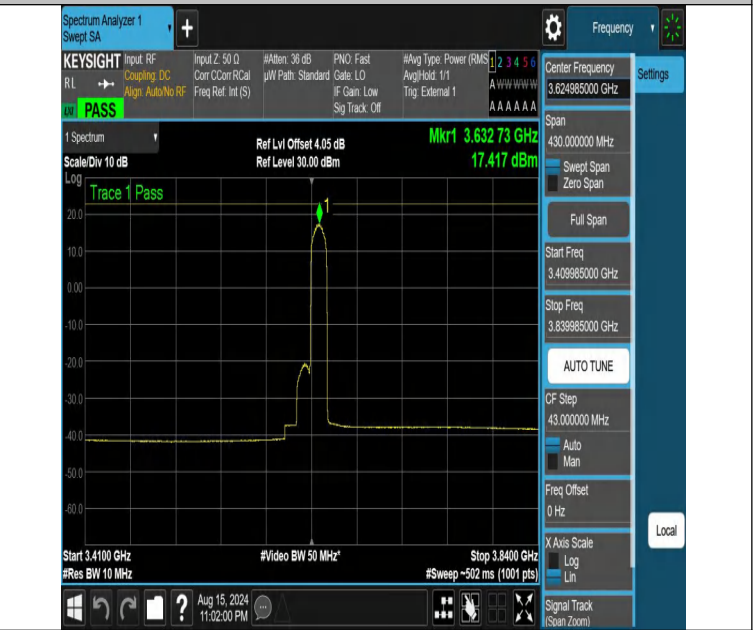 Spectrum Analyzer 1
Swept SA
+
Frequency
KEYSIGHT
RL
PASS
Input: RF
Coupling: DC
Align: Auto/No RF
Input Z: 50 Ω
Corr CCorr RCal
Freq Ref: Int (S)
#Atten: 36 dB
µW Path: Standard
PNO: Fast
Gate: LO
IF Gain: Low
Sig Track: Off
#Avg Type: Power (RMS
Avg|Hold: 1/1
Trig: External 1
1 2 3 4 5 6
A W W W W W
A A A A A A
1 Spectrum
Scale/Div 10 dB
Log
Ref Lvl Offset 4.05 dB
Ref Level 30.00 dBm
Mkr1 3.632 73 GHz
17.417 dBm
Trace 1 Pass
1
20.0
10.0
0.00
-10.0
-20.0
-30.0
-40.0
-50.0
-60.0
Start 3.4100 GHz
#Res BW 10 MHz
#Video BW 50 MHz*
Stop 3.8400 GHz
#Sweep ~502 ms (1001 pts)
Center Frequency
3.624985000 GHz
Settings
Span
430.000000 MHz
Swept Span
Zero Span
Full Span
Start Freq
3.409985000 GHz
Stop Freq
3.839985000 GHz
AUTO TUNE
CF Step
43.000000 MHz
Auto
Man
Freq Offset
0 Hz
X Axis Scale
Log
Lin
Local
Signal Track
(Span Zoom)
?
Aug 15, 2024
11:02:00 PM